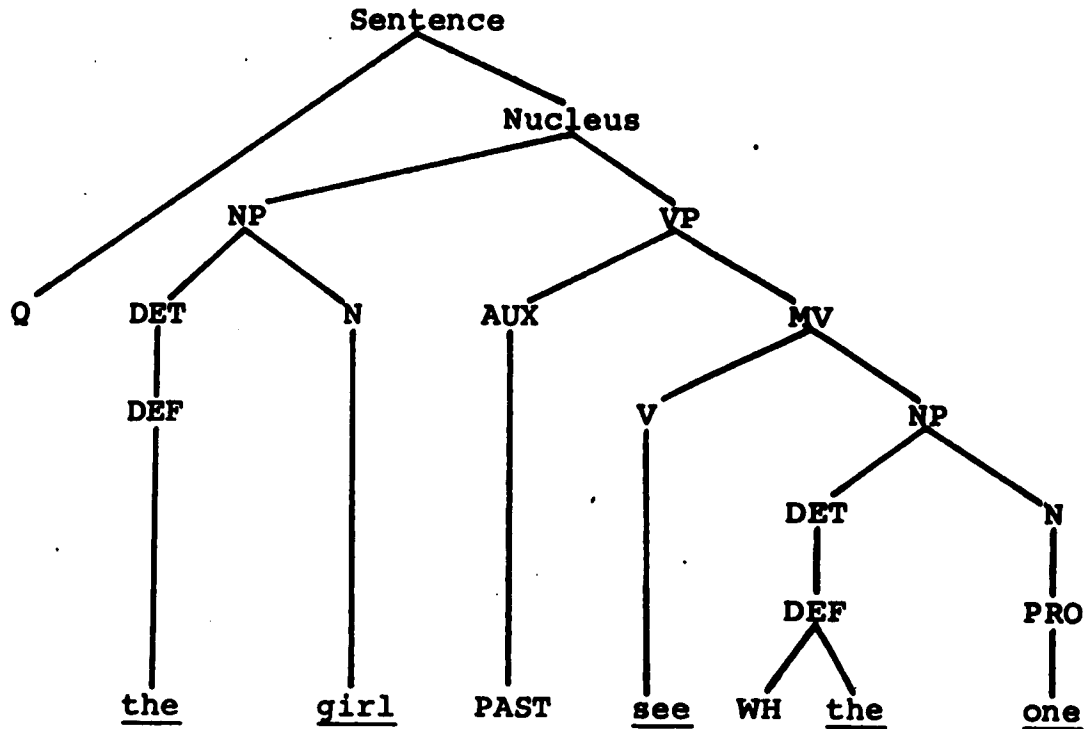 Sentence
Nucleus
NP VP
Q DET N AUX MV
DEF V NP
DET N
DEF PRO
the girl PAST see WH the one